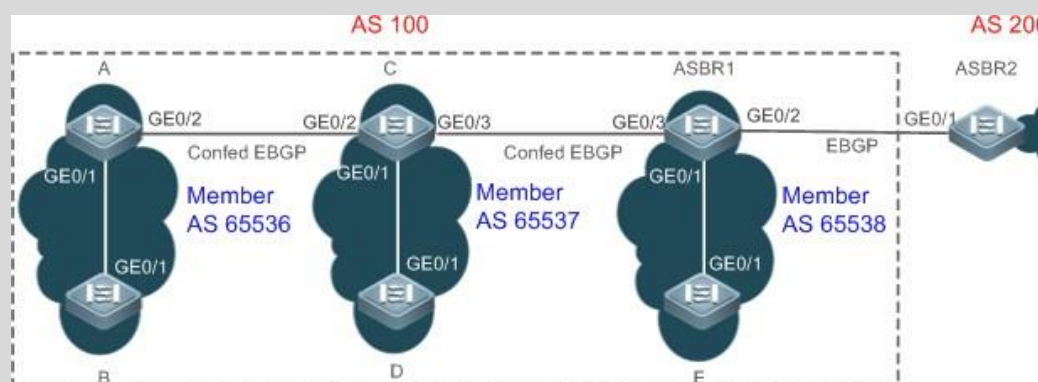 AS 100
AS 200
A
C
ASBR1
ASBR2
GE0/2
GE0/2
GE0/3
GE0/3
GE0/2
GE0/1
Confed EBGP
Confed EBGP
EBGP
GE0/1
GE0/1
GE0/1
Member
AS 65536
Member
AS 65537
Member
AS 65538
GE0/1
GE0/1
GE0/1
B
D
E